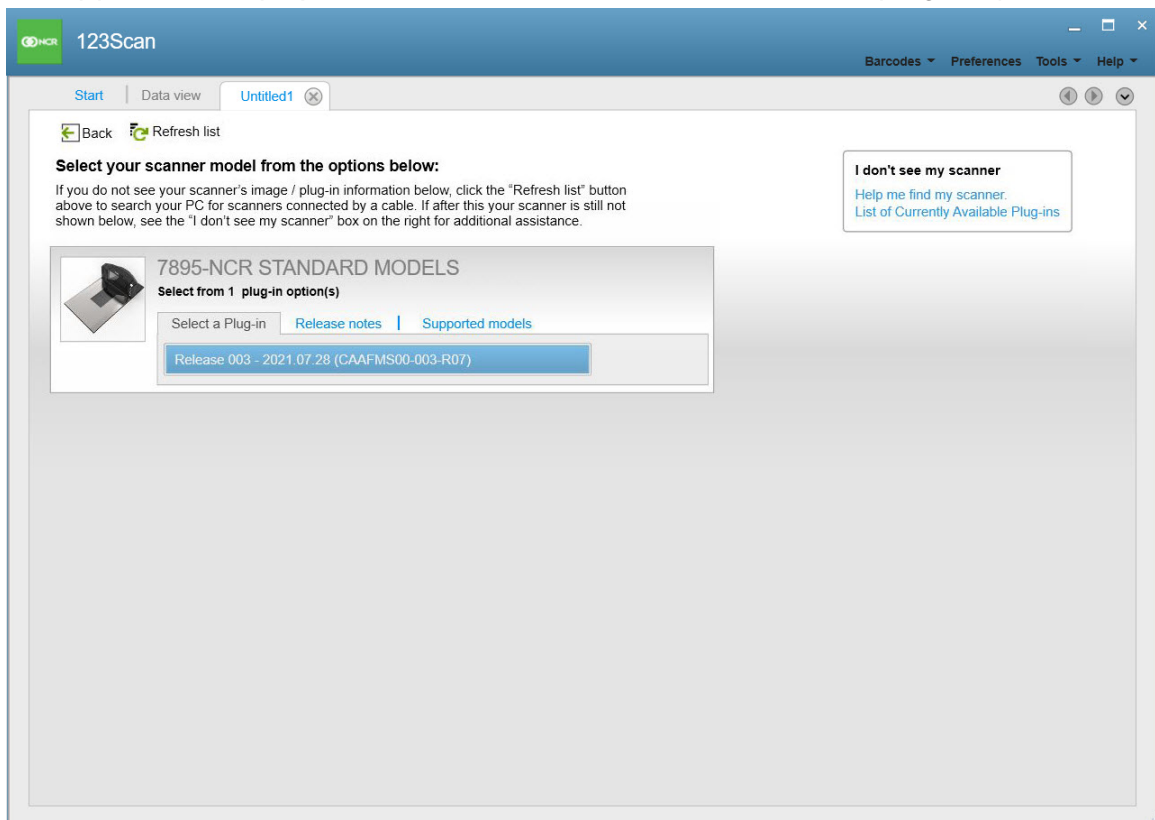 NCR 123Scan
Barcodes Preferences Tools Help
Start Data view Untitled1
Back Refresh list
Select your scanner model from the options below:
If you do not see your scanner's image / plug-in information below, click the "Refresh list" button
above to search your PC for scanners connected by a cable. If after this your scanner is still not
shown below, see the "I don't see my scanner" box on the right for additional assistance.
I don't see my scanner
Help me find my scanner.
List of Currently Available Plug-ins
7895-NCR STANDARD MODELS
Select from 1 plug-in option(s)
Select a Plug-in Release notes Supported models
Release 003 - 2021.07.28 (CAAFMS00-003-R07)